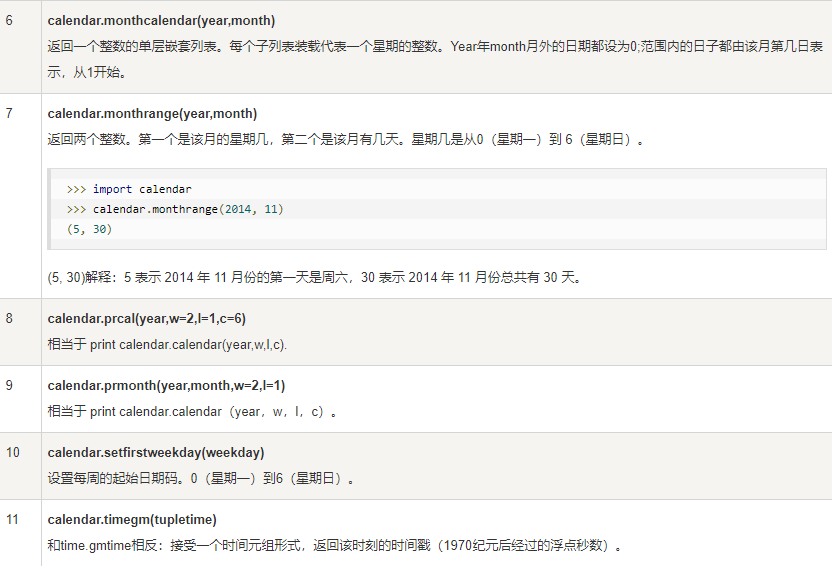 6
calendar.monthcalendar(year,month)
返回一个整数的单层嵌套列表。每个子列表装载代表一个星期的整数。Year年month月外的日期都设为0;范围内的日子都由该月第几日表
示，从1开始。
7
calendar.monthrange(year,month)
返回两个整数。第一个是该月的星期几，第二个是该月有几天。星期几是从0（星期一）到 6（星期日）。
>>> import calendar
>>> calendar.monthrange(2014, 11)
(5, 30)
(5, 30)解释：5 表示 2014 年 11 月份的第一天是周六，30 表示 2014 年 11 月份总共有 30 天。
8
calendar.prcal(year,w=2,l=1,c=6)
相当于 print calendar.calendar(year,w,l,c).
9
calendar.prmonth(year,month,w=2,l=1)
相当于 print calendar.calendar（year，w，l，c）。
10
calendar.setfirstweekday(weekday)
设置每周的起始日期码。0（星期一）到6（星期日）。
11
calendar.timegm(tupletime)
和time.gmtime相反：接受一个时间元组形式，返回该时刻的时间戳（1970纪元后经过的浮点秒数）。